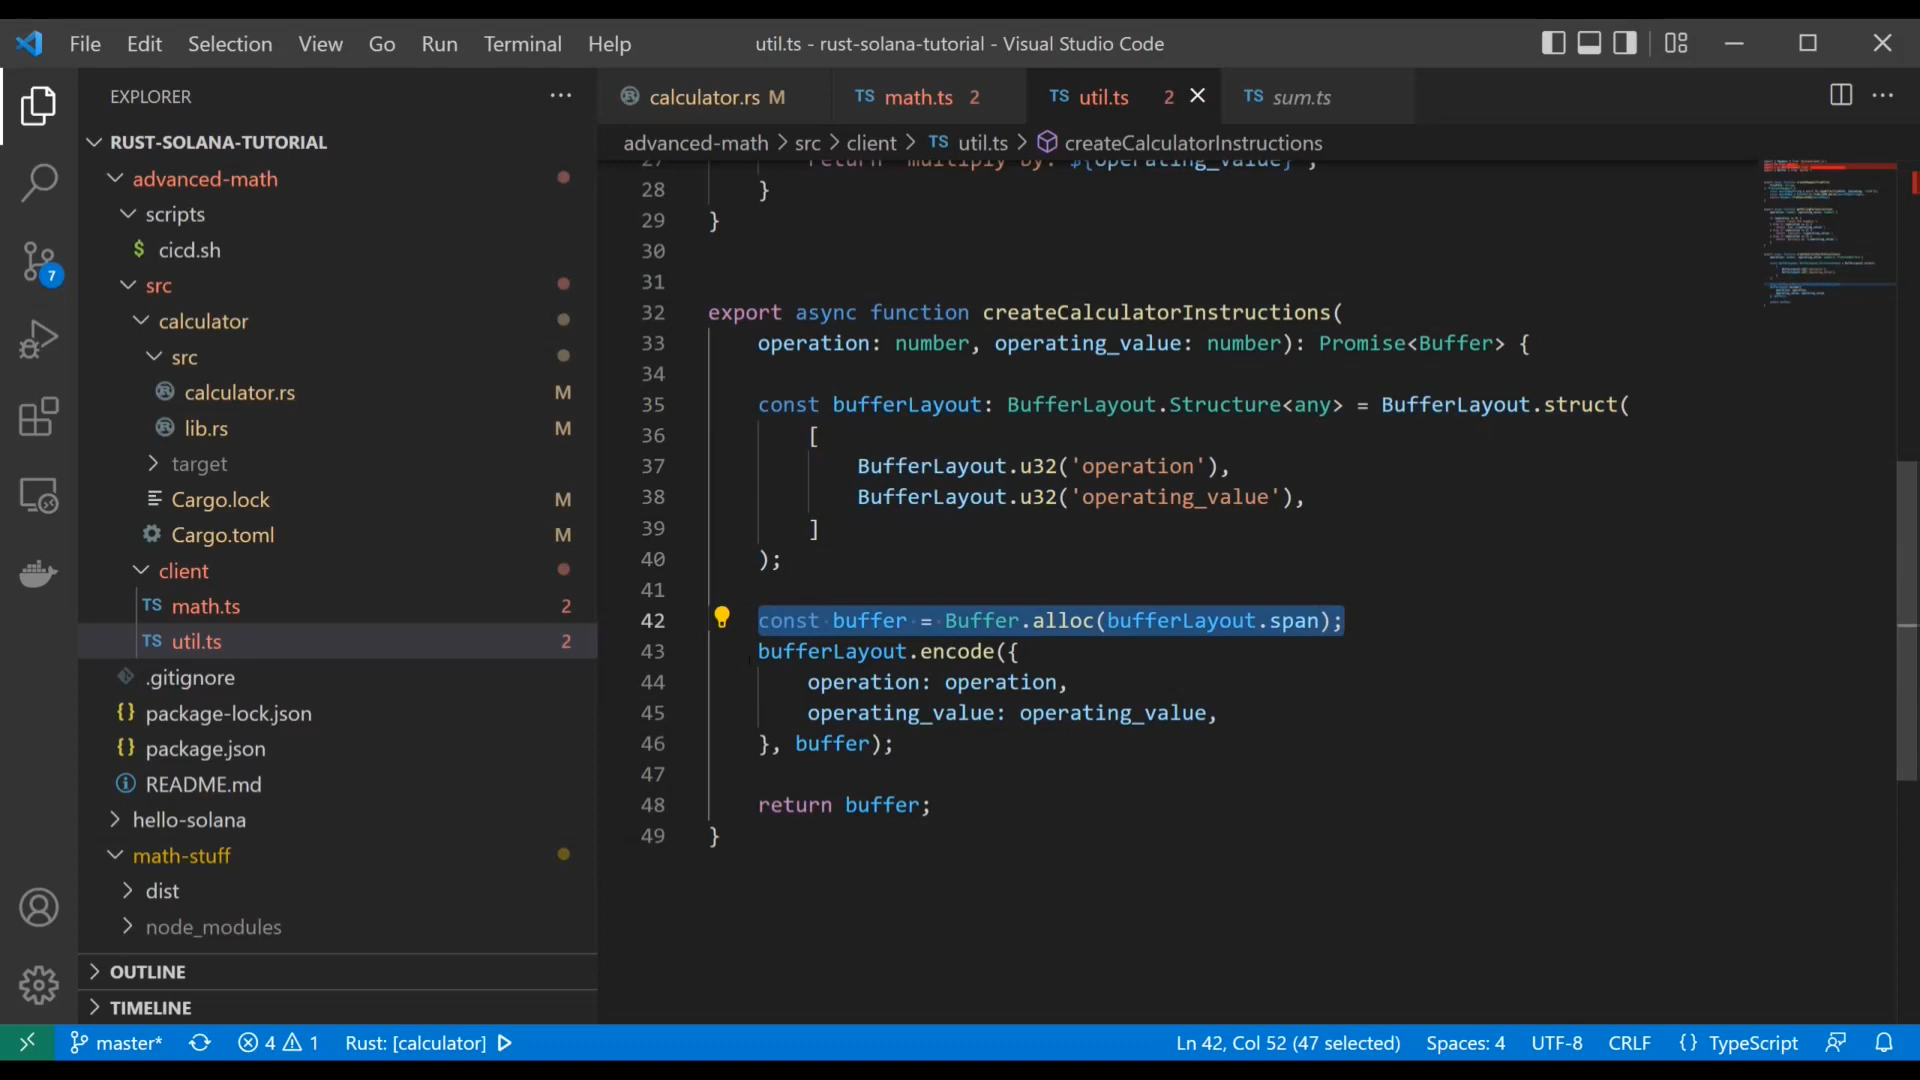 File Edit Selection View Go Run Terminal Help
util.ts - rust-solana-tutorial - Visual Studio Code
EXPLORER
RUST-SOLANA-TUTORIAL
advanced-math
scripts
$ cicd.sh
src
calculator
src
calculator.rs M
lib.rs M
target
Cargo.lock M
Cargo.toml M
client
TS math.ts 2
TS util.ts 2
.gitignore
{} package-lock.json
{} package.json
README.md
hello-solana
math-stuff
dist
node_modules
OUTLINE
TIMELINE
7
calculator.rs M
TS math.ts 2
TS util.ts 2
TS sum.ts
advanced-math > src > client > TS util.ts > createCalculatorInstructions
27 return `multiply by: ${operating_value}`;
28 }
29 }
30
31
32 export async function createCalculatorInstructions(
33 operation: number, operating_value: number): Promise<Buffer> {
34
35 const bufferLayout: BufferLayout.Structure<any> = BufferLayout.struct(
36 [
37 BufferLayout.u32('operation'),
38 BufferLayout.u32('operating_value'),
39 ]
40 );
41
42 const buffer = Buffer.alloc(bufferLayout.span);
43 bufferLayout.encode({
44 operation: operation,
45 operating_value: operating_value,
46 }, buffer);
47
48 return buffer;
49 }
master* 4 1 Rust: [calculator]
Ln 42, Col 52 (47 selected) Spaces: 4 UTF-8 CRLF {} TypeScript